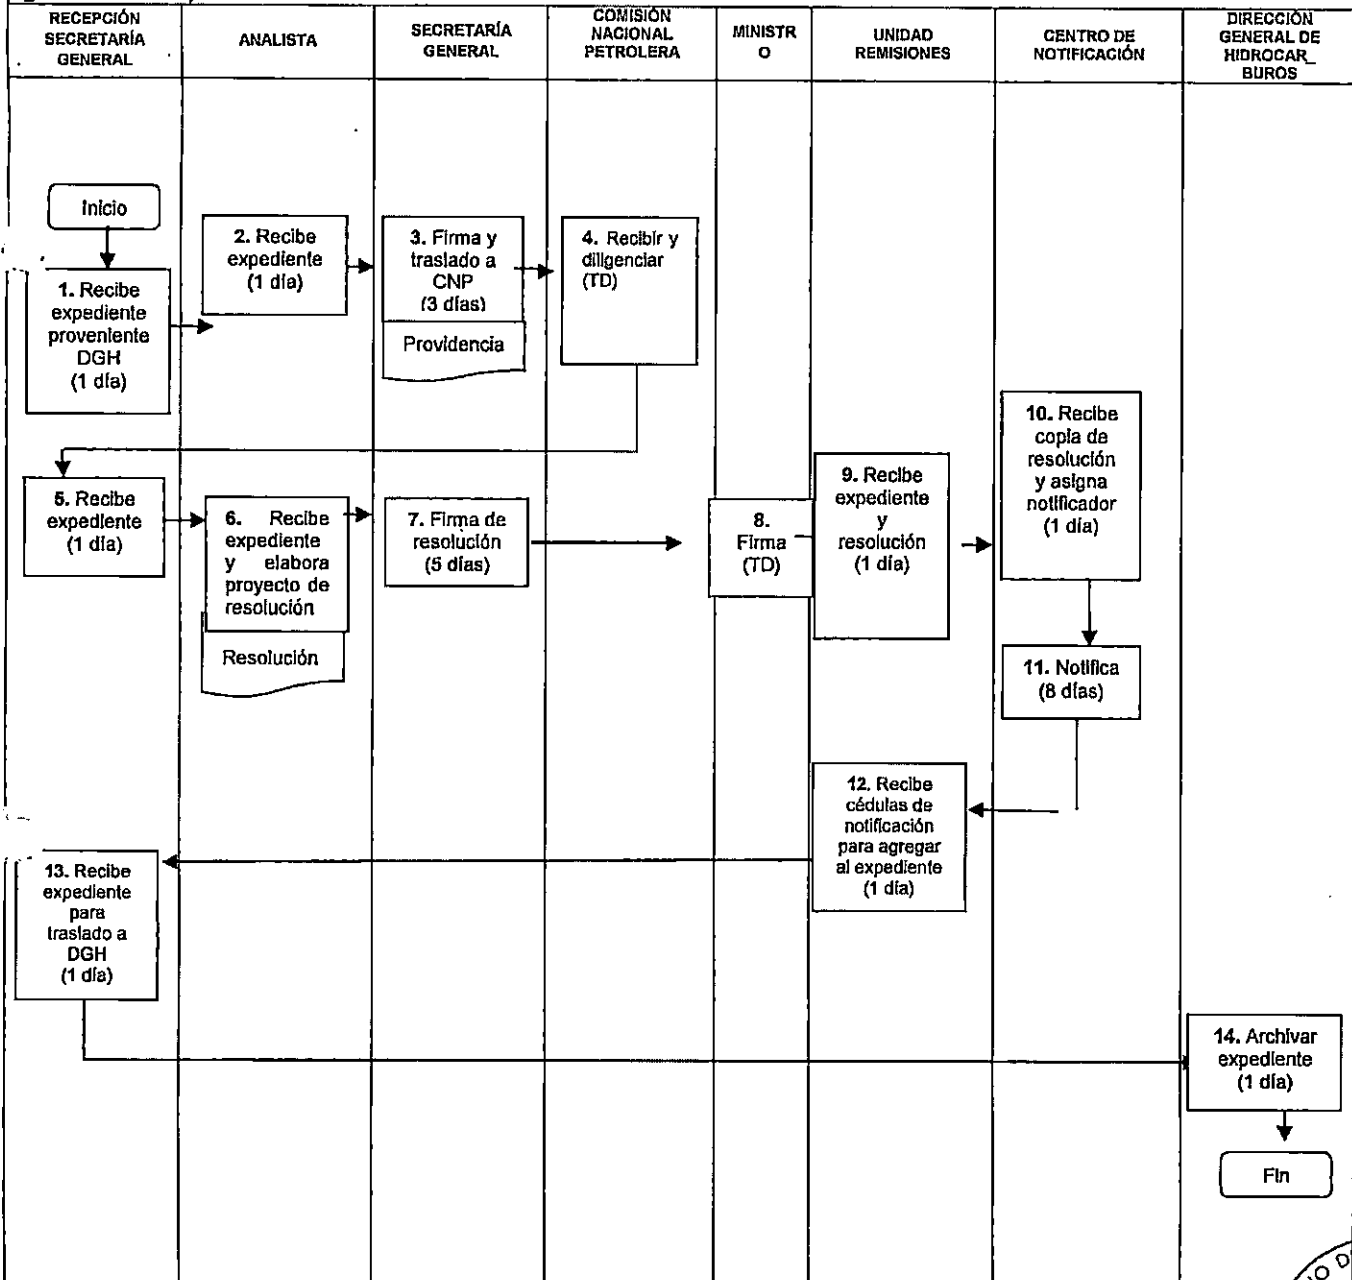 RECEPCIÓN
SECRETARÍA
GENERAL
ANALISTA
SECRETARÍA
GENERAL
COMISIÓN
NACIONAL
PETROLERA
MINISTR
O
UNIDAD
REMISIONES
CENTRO DE
NOTIFICACIÓN
DIRECCIÓN
GENERAL DE
HIDROCAR_
BUROS
Inicio
1. Recibe
expediente
proveniente
DGH
(1 día)
2. Recibe
expediente
(1 día)
3. Firma y
traslado a
CNP
(3 días)
Providencia
4. Recibir y
diligenciar
(TD)
5. Recibe
expediente
(1 día)
6. Recibe
expediente
y elabora
proyecto de
resolución
Resolución
7. Firma de
resolución
(5 días)
8.
Firma
(TD)
9. Recibe
expediente
y
resolución
(1 día)
10. Recibe
copia de
resolución
y asigna
notificador
(1 día)
11. Notifica
(8 días)
12. Recibe
cédulas de
notificación
para agregar
al expediente
(1 día)
13. Recibe
expediente
para
traslado a
DGH
(1 día)
14. Archivar
expediente
(1 día)
Fin